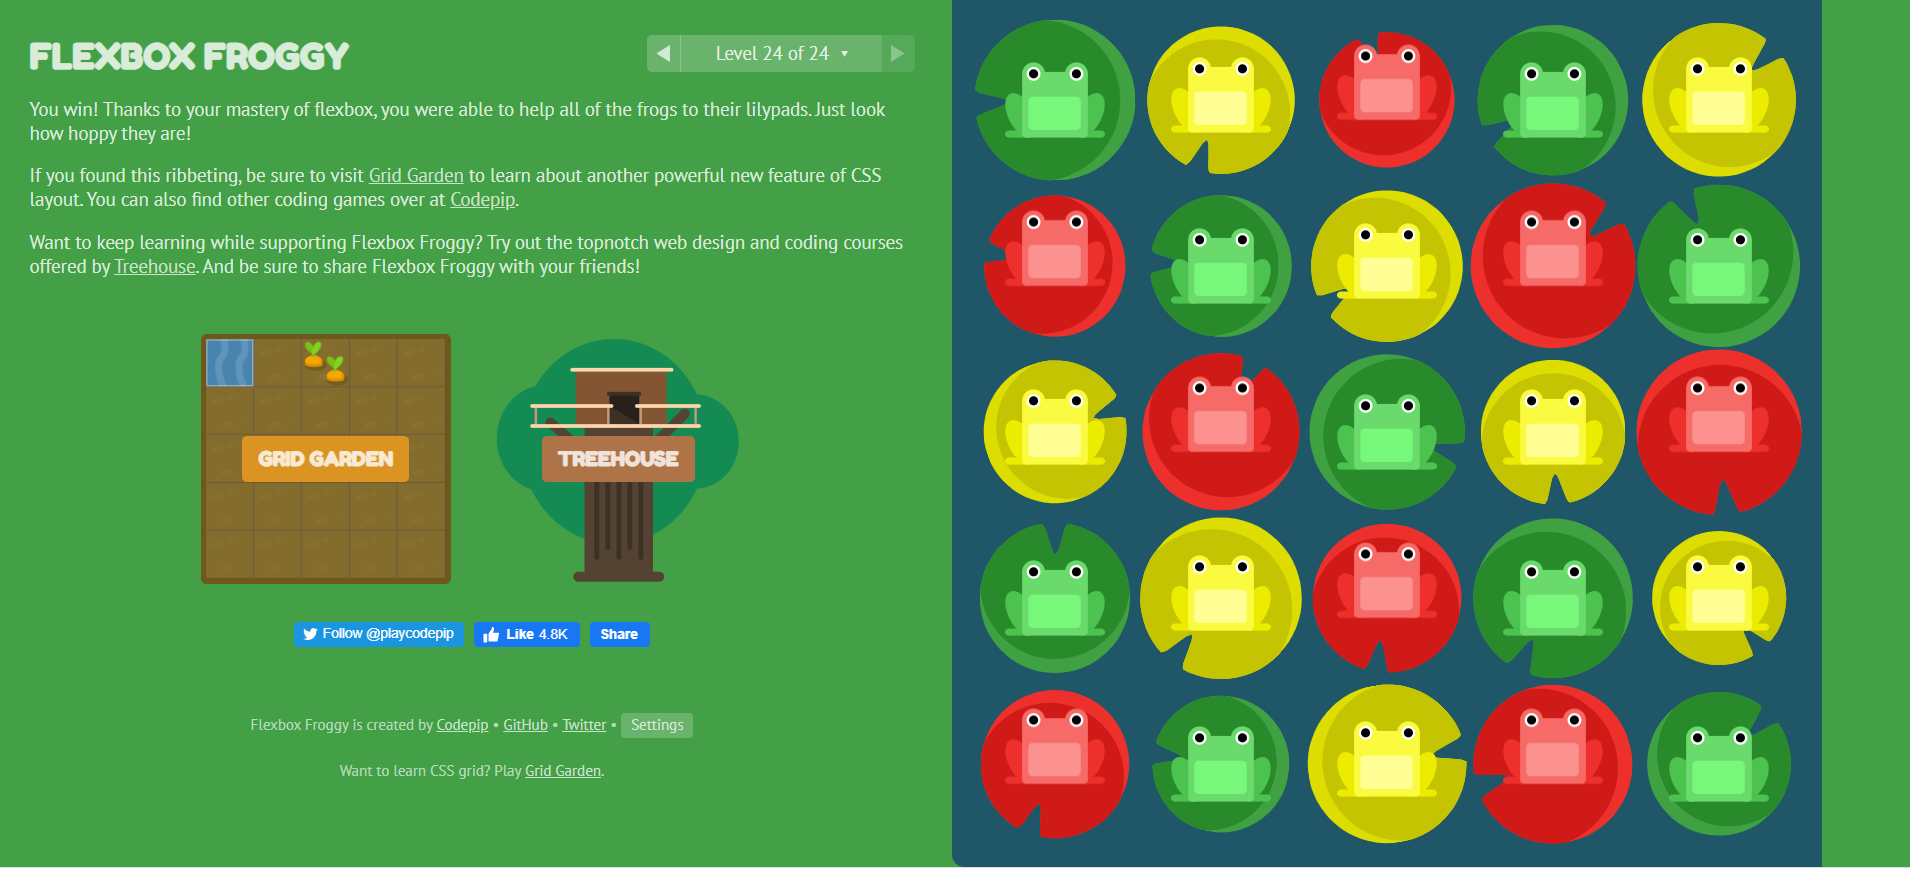 FLEXBOX FROGGY
Level 24 of 24
You win! Thanks to your mastery of flexbox, you were able to help all of the frogs to their lilypads. Just look
how hoppy they are!
If you found this ribbeting, be sure to visit Grid Garden to learn about another powerful new feature of CSS
layout. You can also find other coding games over at Codepip.
Want to keep learning while supporting Flexbox Froggy? Try out the topnotch web design and coding courses
offered by Treehouse. And be sure to share Flexbox Froggy with your friends!
GRID GARDEN
TREEHOUSE
Follow @playcodepip
Like 4.8K
Share
Flexbox Froggy is created by Codepip • GitHub • Twitter • Settings
Want to learn CSS grid? Play Grid Garden.